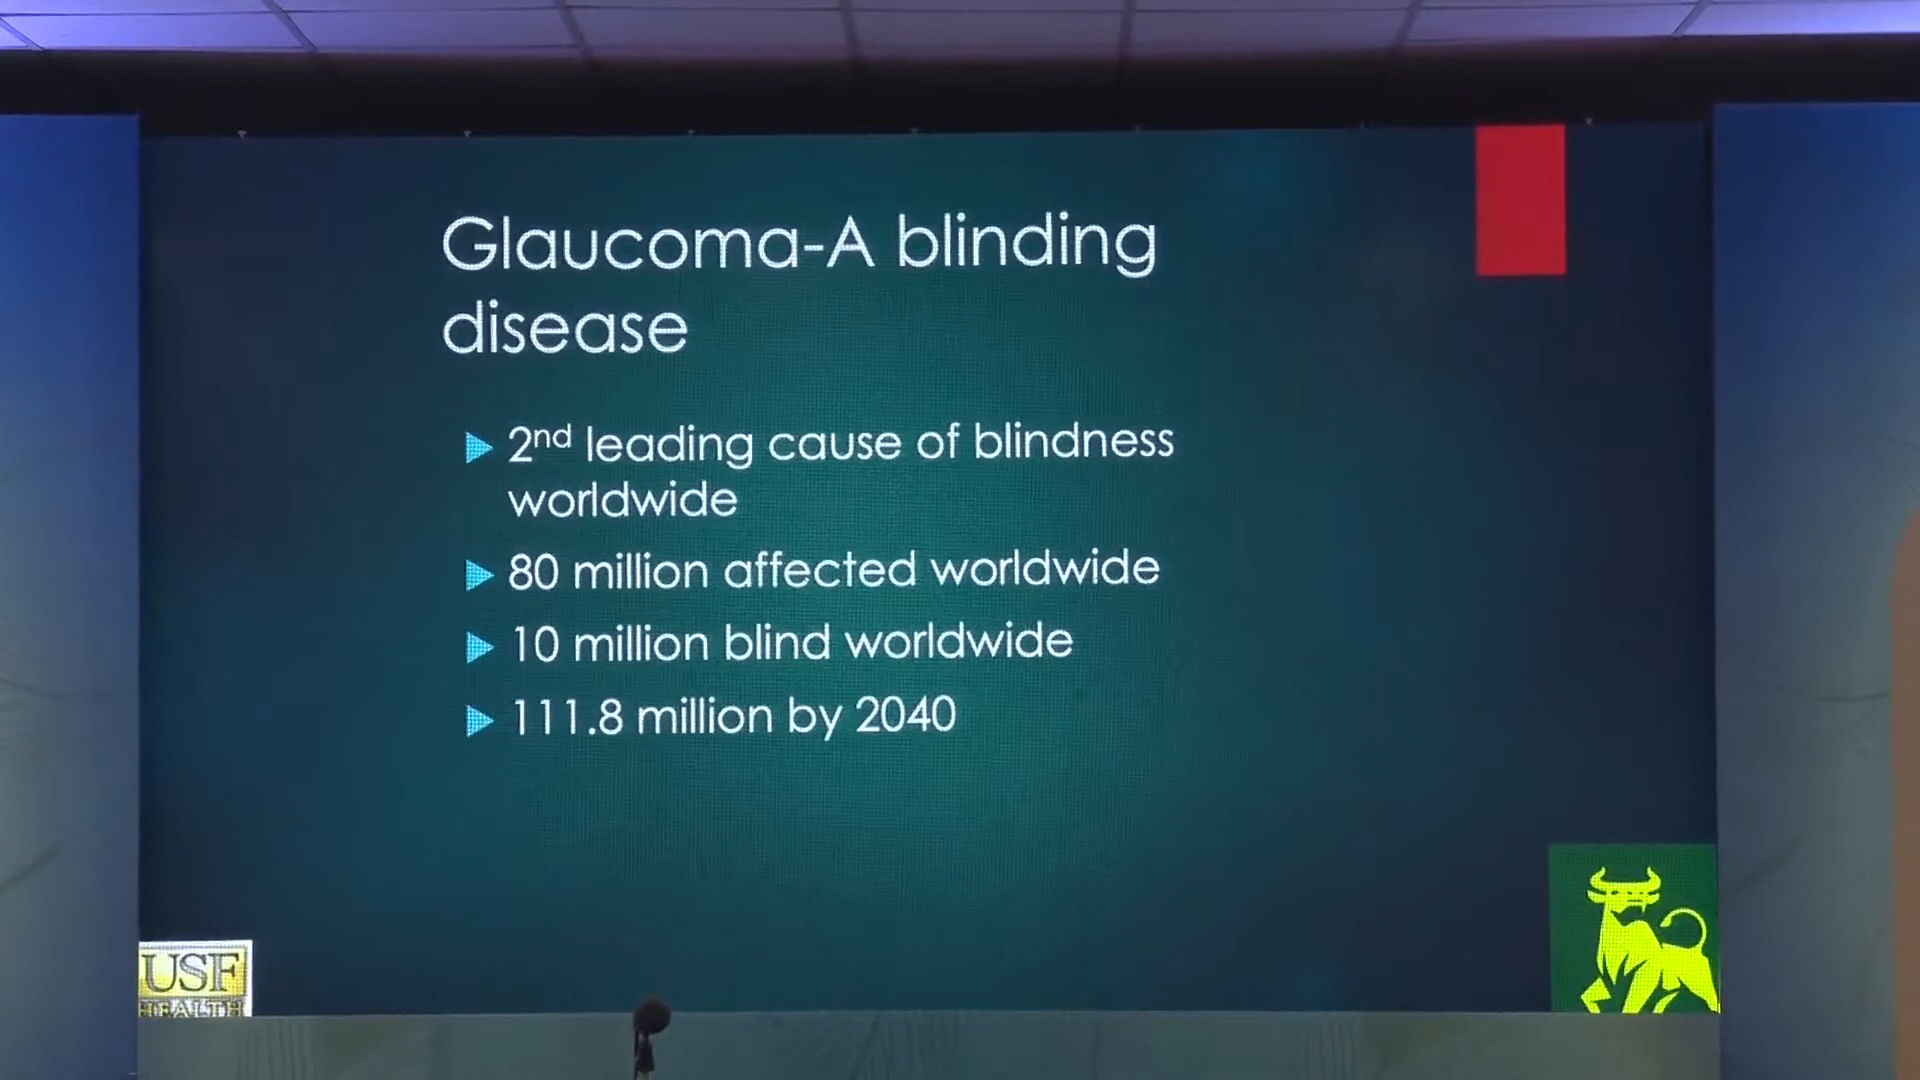 Glaucoma-A blinding
disease
2nd leading cause of blindness
worldwide
80 million affected worldwide
10 million blind worldwide
111.8 million by 2040
USF
HEALTH